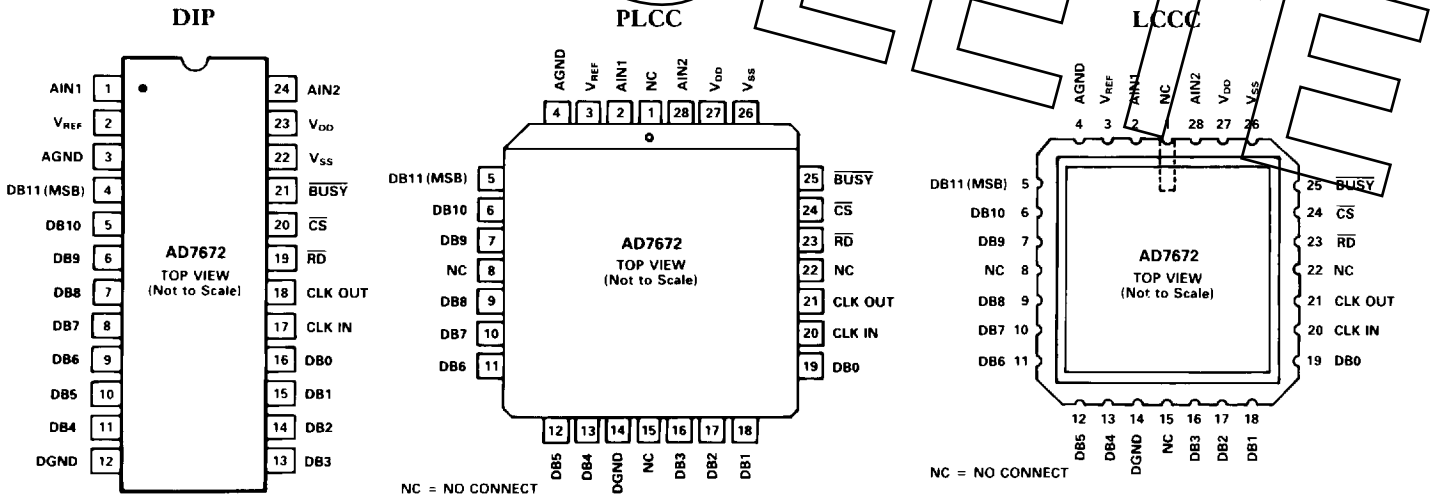 DIP
AIN1 1
VREF 2
AGND 3
DB11(MSB) 4
DB10 5
DB9 6
DB8 7
DB7 8
DB6 9
DB5 10
DB4 11
DGND 12
AD7672
TOP VIEW
(Not to Scale)
24 AIN2
23 VDD
22 VSS
21 BUSY
20 CS
19 RD
18 CLK OUT
17 CLK IN
16 DB0
15 DB1
14 DB2
13 DB3
PLCC
AGND VREF AIN1 NC AIN2 VDD VSS
4 3 2 1 28 27 26
DB11(MSB) 5
DB10 6
DB9 7
NC 8
DB8 9
DB7 10
DB6 11
AD7672
TOP VIEW
(Not to Scale)
25 BUSY
24 CS
23 RD
22 NC
21 CLK OUT
20 CLK IN
19 DB0
12 13 14 15 16 17 18
DB5 DB4 DGND NC DB3 DB2 DB1
NC = NO CONNECT
LCCC
AGND VREF AIN1 NC AIN2 VDD VSS
4 3 2 1 28 27 26
DB11(MSB) 5
DB10 6
DB9 7
NC 8
DB8 9
DB7 10
DB6 11
AD7672
TOP VIEW
(Not to Scale)
25 BUSY
24 CS
23 RD
22 NC
21 CLK OUT
20 CLK IN
19 DB0
12 13 14 15 16 17 18
DB5 DB4 DGND NC DB3 DB2 DB1
NC = NO CONNECT